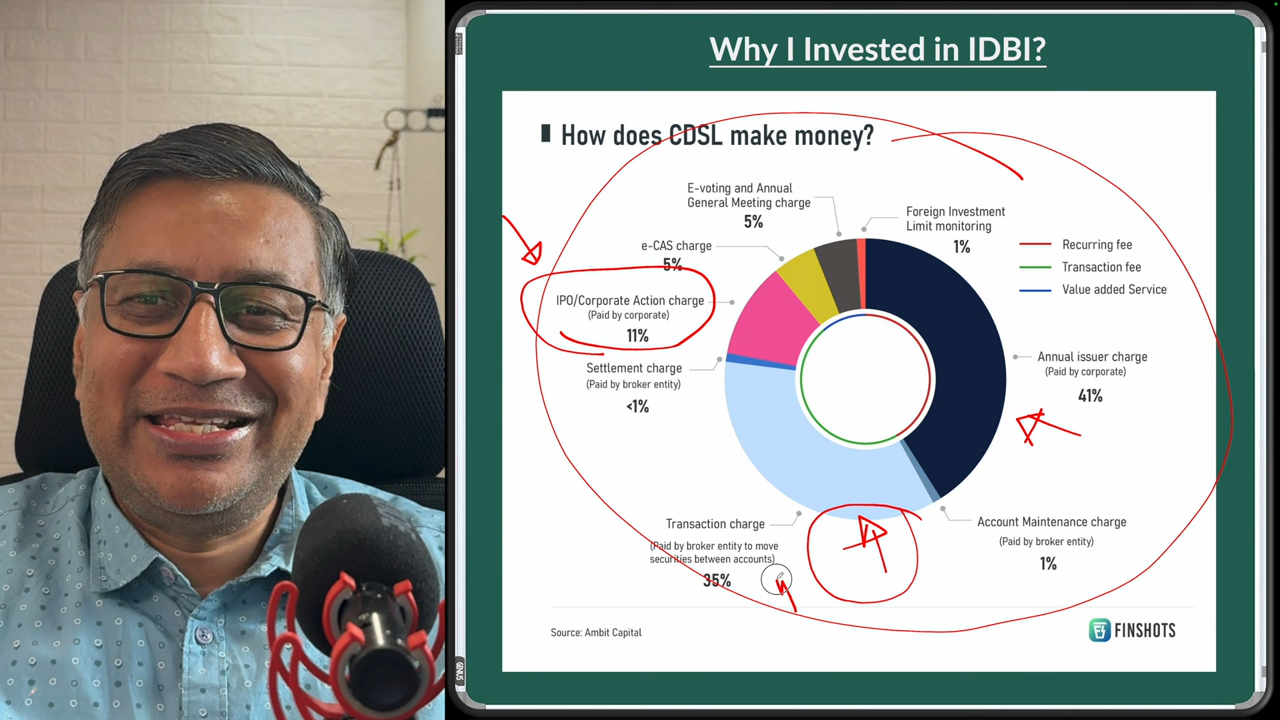 Why I Invested in IDBI?
How does CDSL make money?
E-voting and Annual
General Meeting charge
5%
Foreign Investment
Limit monitoring
1%
e-CAS charge
5%
Recurring fee
Transaction fee
Value added Service
IPO/Corporate Action charge
(Paid by corporate)
11%
Settlement charge
(Paid by broker entity)
<1%
Annual issuer charge
(Paid by corporate)
41%
Transaction charge
(Paid by broker entity to move
securities between accounts)
35%
Account Maintenance charge
(Paid by broker entity)
1%
Source: Ambit Capital
FINSHOTS